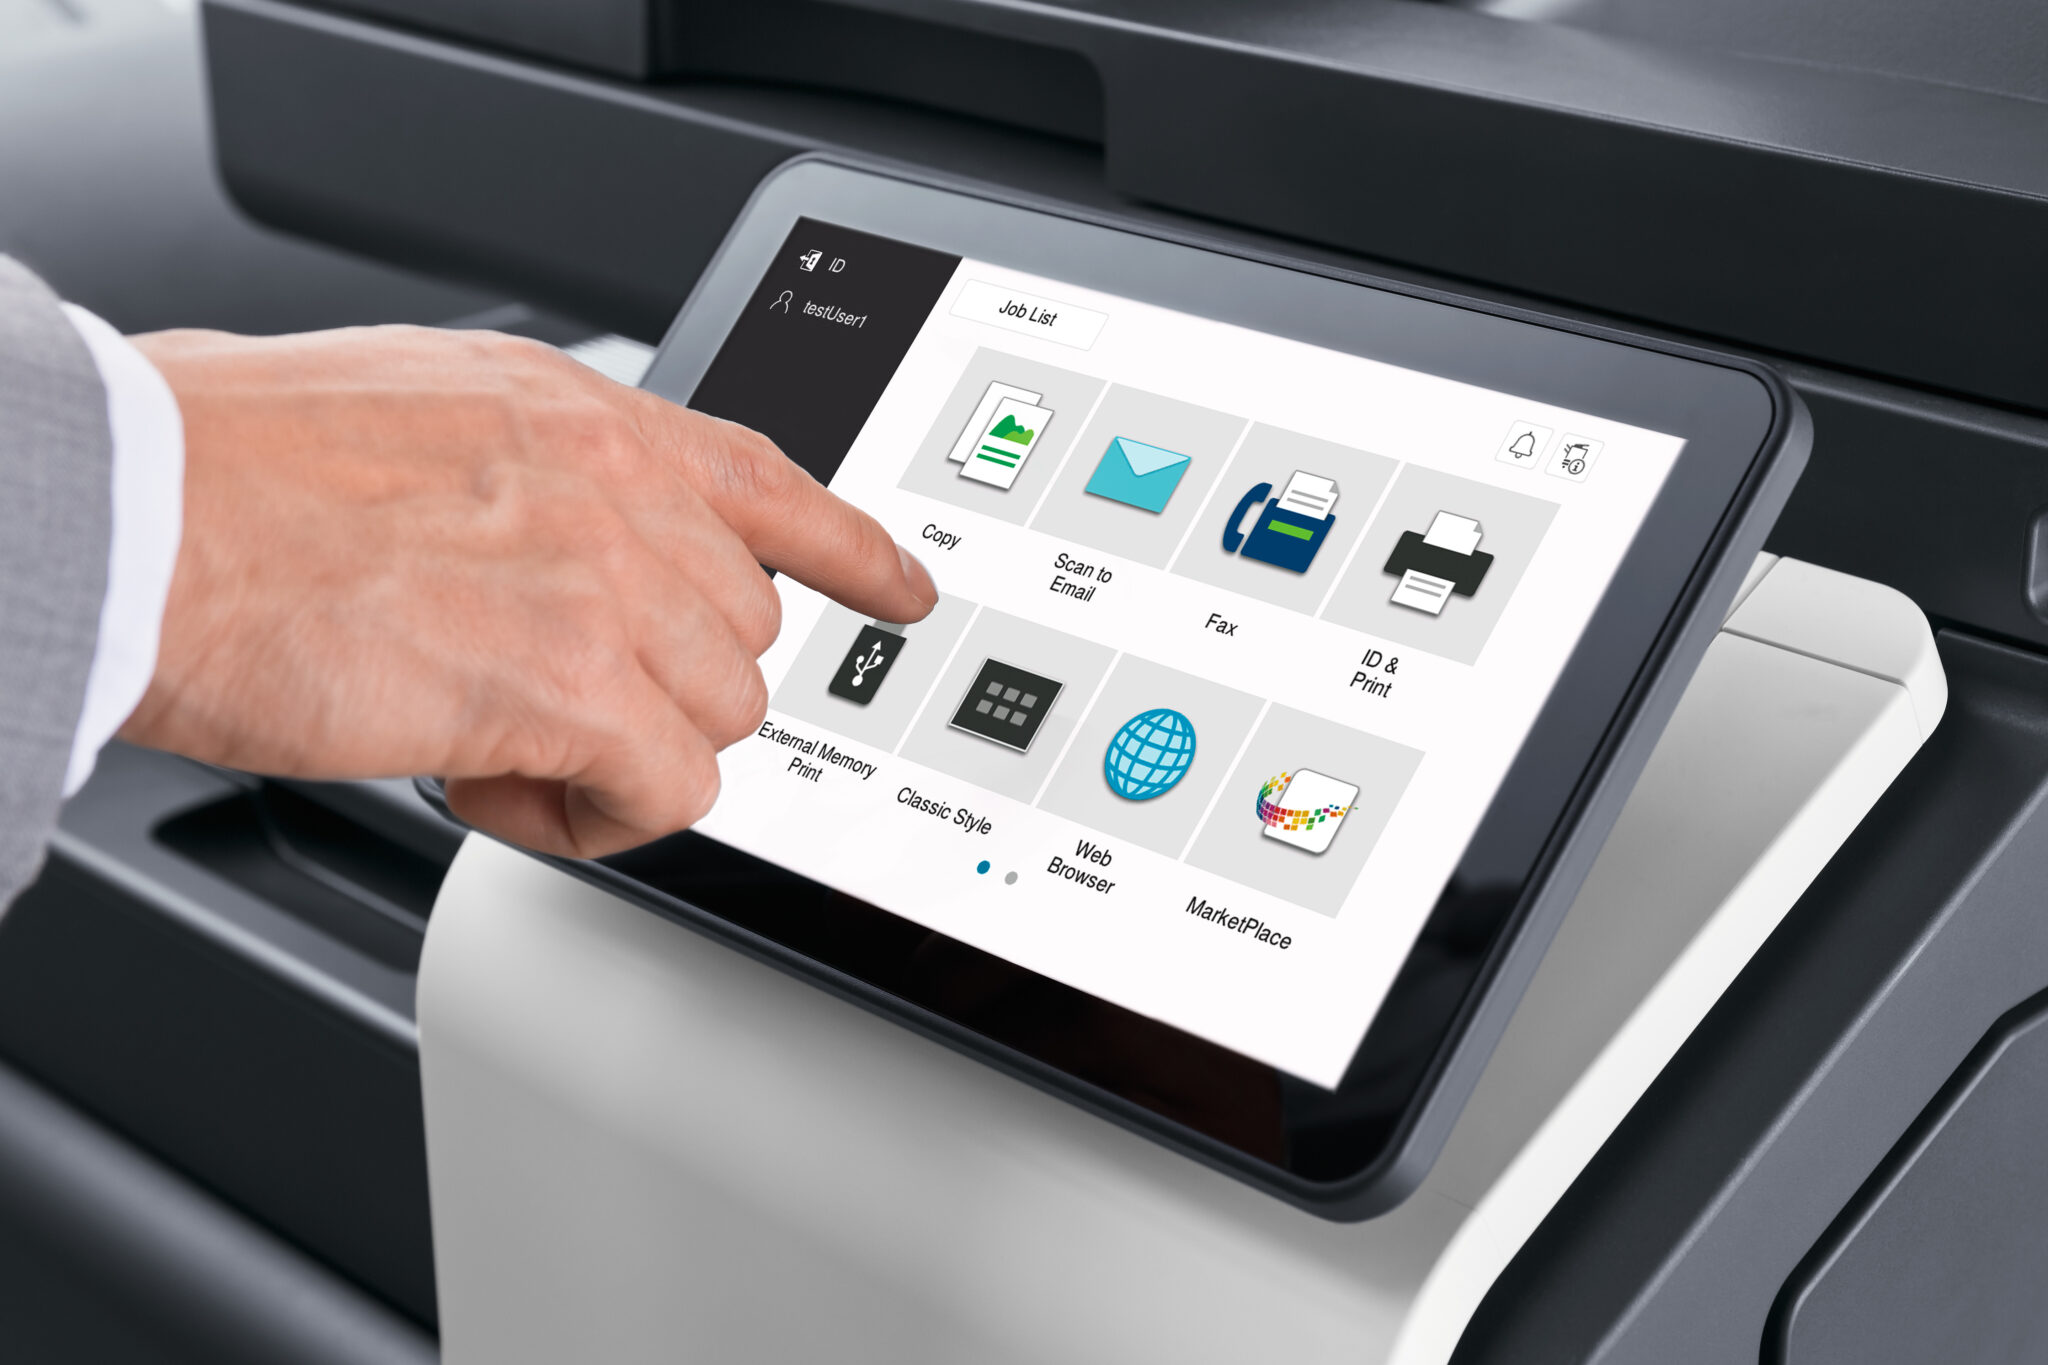 ID
testUser1
Job List
Copy
Scan to
Email
Fax
ID &
Print
External Memory
Print
Classic Style
Web
Browser
MarketPlace